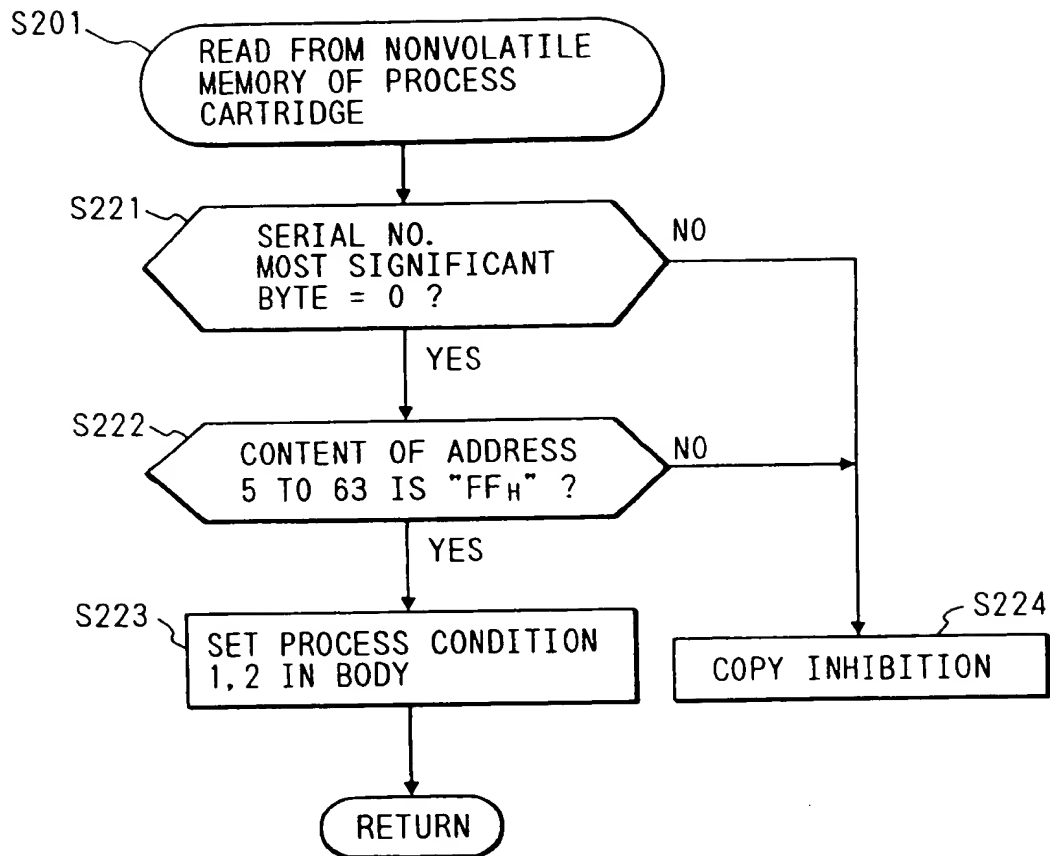 S201
READ FROM NONVOLATILE
MEMORY OF PROCESS
CARTRIDGE
S221
SERIAL NO.
MOST SIGNIFICANT
BYTE = 0 ?
NO
YES
S222
CONTENT OF ADDRESS
5 TO 63 IS "FFH" ?
NO
YES
S223
SET PROCESS CONDITION
1,2 IN BODY
S224
COPY INHIBITION
RETURN